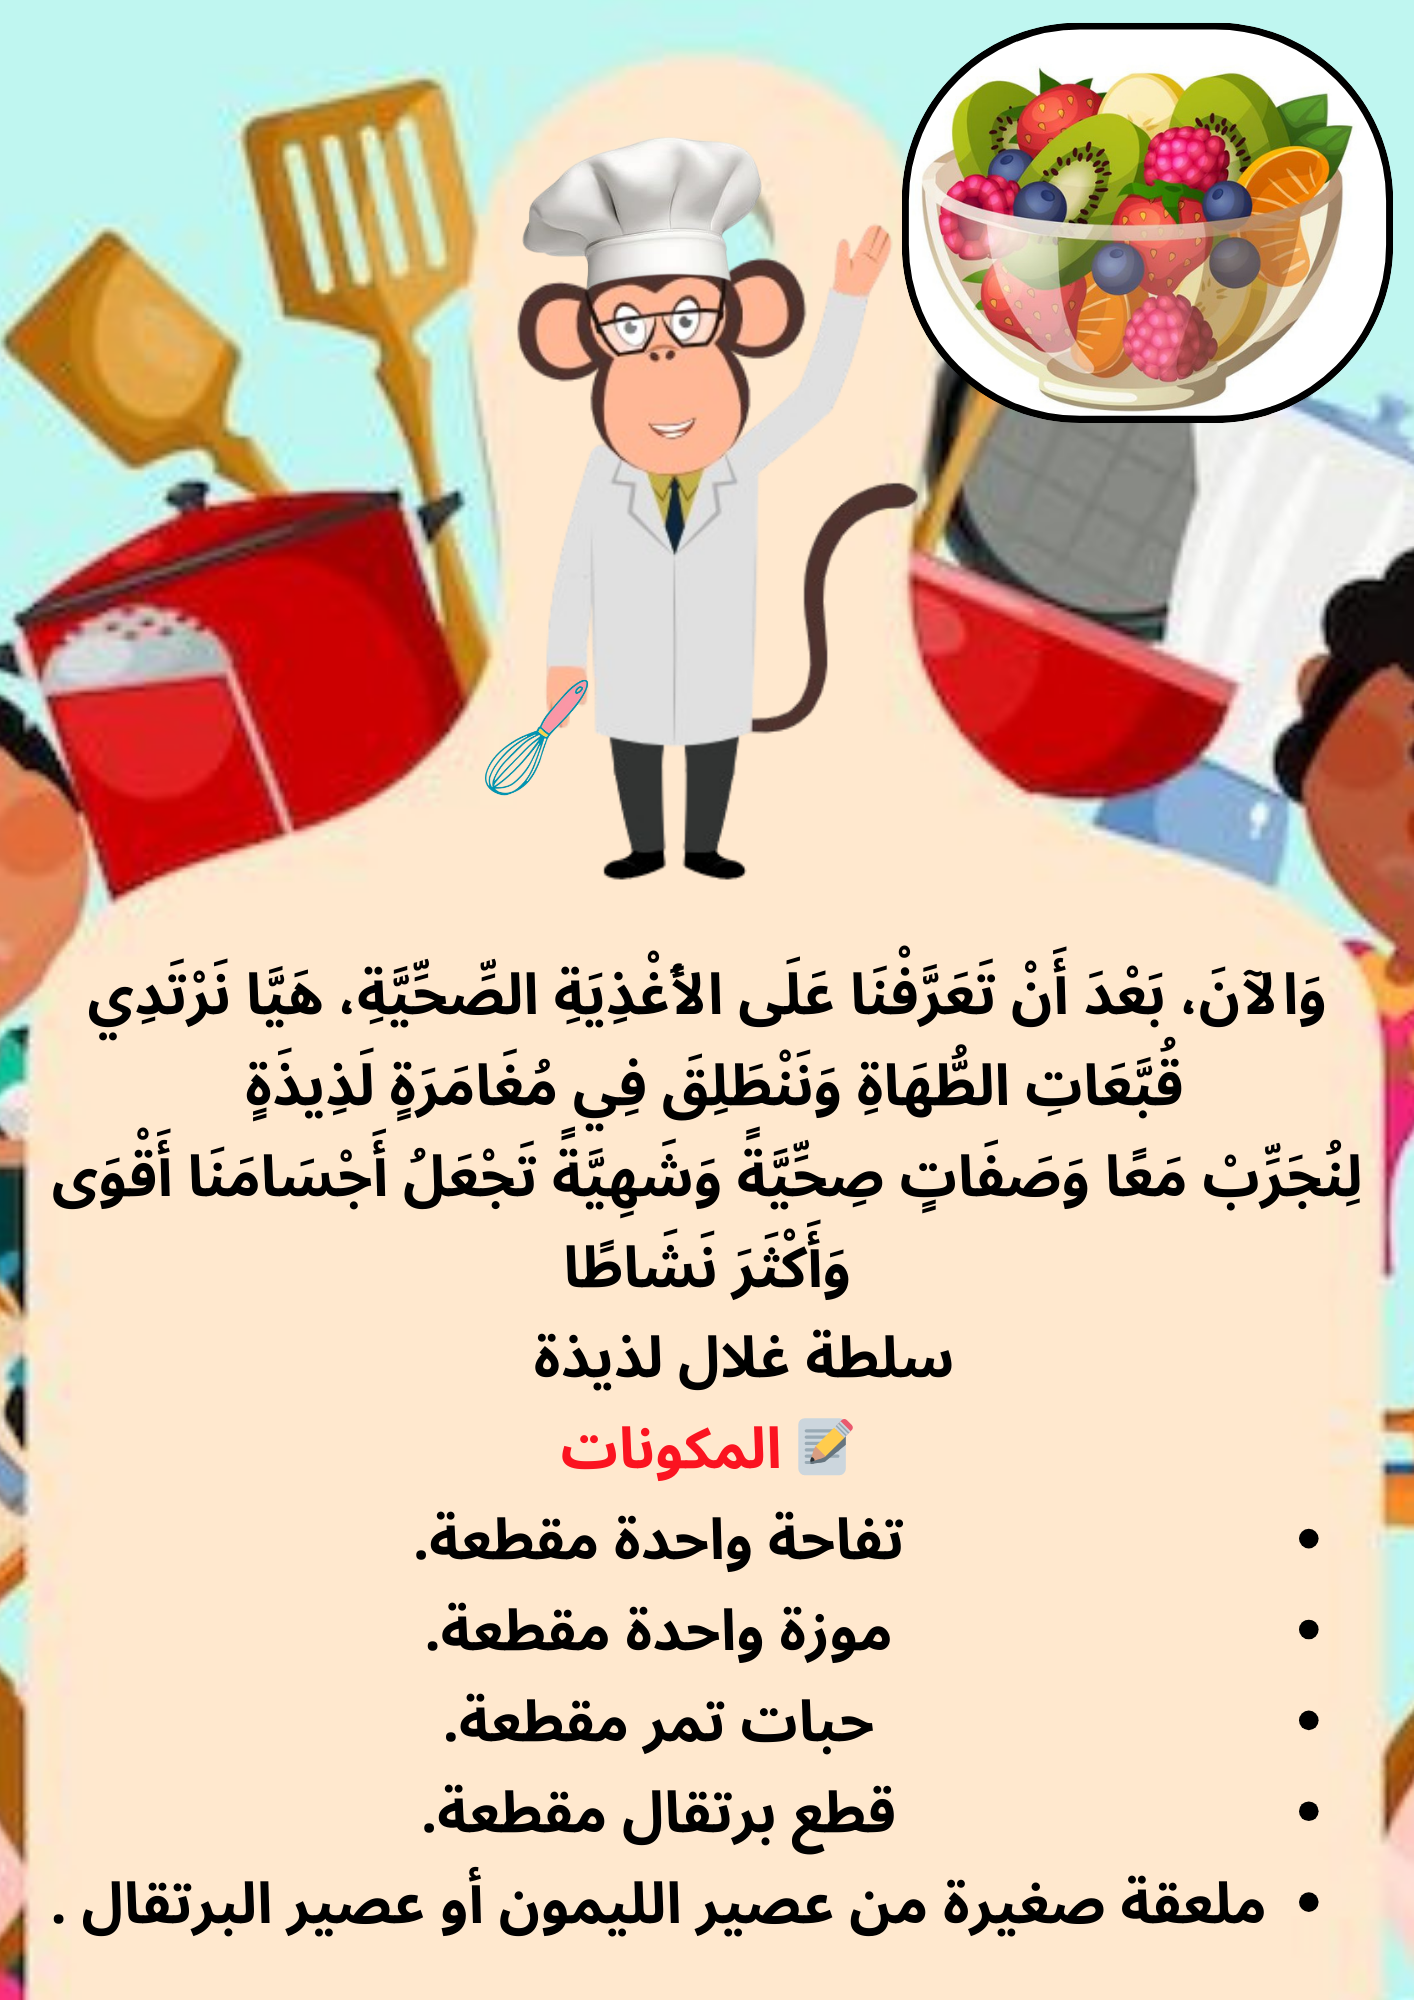 وَالآنَ، بَعْدَ أَنْ تَعَرَّفْنَا عَلَى الأَغْذِيَةِ الصِّحِّيَّةِ، هَيَّا نَرْتَدِي
قُبَّعَاتِ الطُّهَاةِ وَنَنْطَلِقَ فِي مُغَامَرَةٍ لَذِيذَةٍ
لِنُجَرِّبْ مَعًا وَصَفَاتٍ صِحِّيَّةً وَشَهِيَّةً تَجْعَلُ أَجْسَامَنَا أَقْوَى
وَأَكْثَرَ نَشَاطًا
سلطة غلال لذيذة
📝 المكونات
• تفاحة واحدة مقطعة.
• موزة واحدة مقطعة.
• حبات تمر مقطعة.
• قطع برتقال مقطعة.
• ملعقة صغيرة من عصير الليمون أو عصير البرتقال .